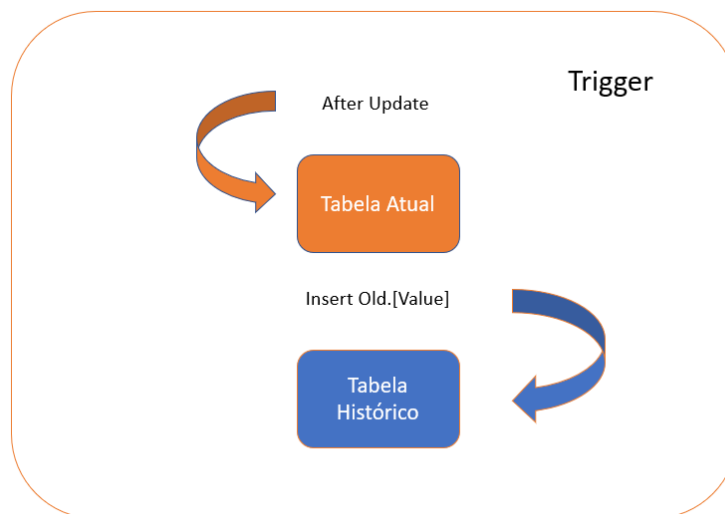 Trigger
After Update
Tabela Atual
Insert Old.[Value]
Tabela
Histórico